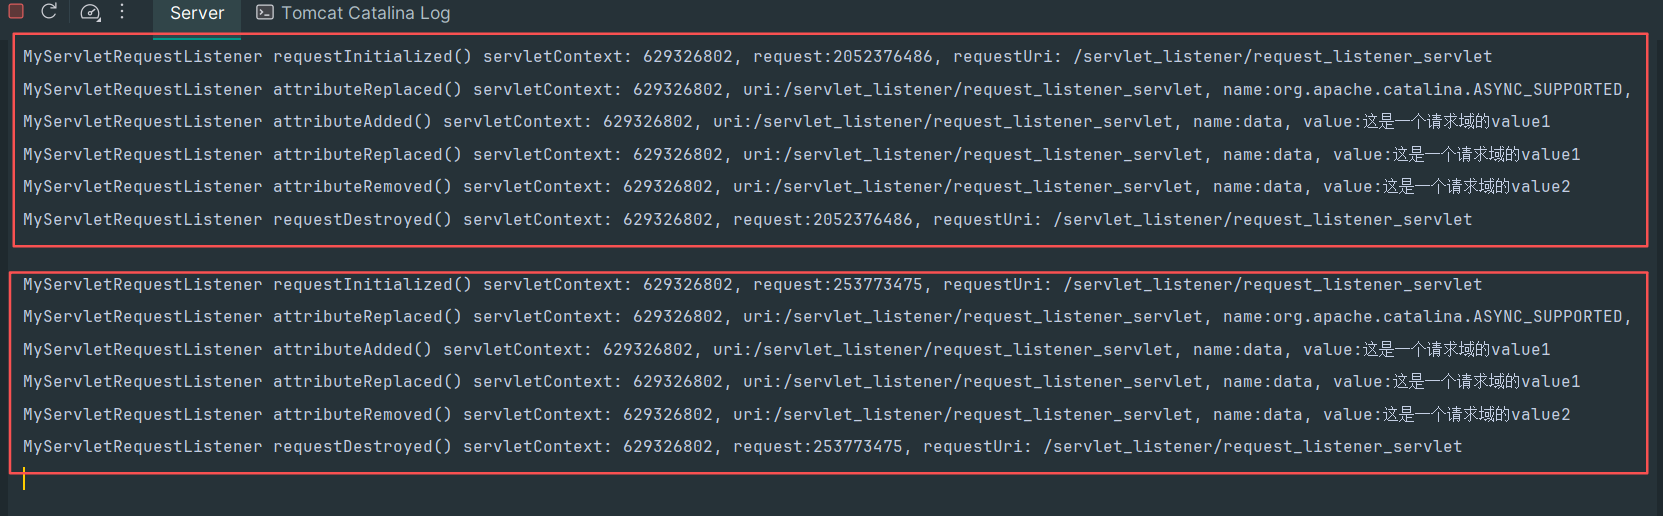 Server Tomcat Catalina Log
MyServletRequestListener requestInitialized() servletContext: 629326802, request:2052376486, requestUri: /servlet_listener/request_listener_servlet
MyServletRequestListener attributeReplaced() servletContext: 629326802, uri:/servlet_listener/request_listener_servlet, name:org.apache.catalina.ASYNC_SUPPORTED,
MyServletRequestListener attributeAdded() servletContext: 629326802, uri:/servlet_listener/request_listener_servlet, name:data, value:这是一个请求域的value1
MyServletRequestListener attributeReplaced() servletContext: 629326802, uri:/servlet_listener/request_listener_servlet, name:data, value:这是一个请求域的value1
MyServletRequestListener attributeRemoved() servletContext: 629326802, uri:/servlet_listener/request_listener_servlet, name:data, value:这是一个请求域的value2
MyServletRequestListener requestDestroyed() servletContext: 629326802, request:2052376486, requestUri: /servlet_listener/request_listener_servlet
MyServletRequestListener requestInitialized() servletContext: 629326802, request:253773475, requestUri: /servlet_listener/request_listener_servlet
MyServletRequestListener attributeReplaced() servletContext: 629326802, uri:/servlet_listener/request_listener_servlet, name:org.apache.catalina.ASYNC_SUPPORTED,
MyServletRequestListener attributeAdded() servletContext: 629326802, uri:/servlet_listener/request_listener_servlet, name:data, value:这是一个请求域的value1
MyServletRequestListener attributeReplaced() servletContext: 629326802, uri:/servlet_listener/request_listener_servlet, name:data, value:这是一个请求域的value1
MyServletRequestListener attributeRemoved() servletContext: 629326802, uri:/servlet_listener/request_listener_servlet, name:data, value:这是一个请求域的value2
MyServletRequestListener requestDestroyed() servletContext: 629326802, request:253773475, requestUri: /servlet_listener/request_listener_servlet